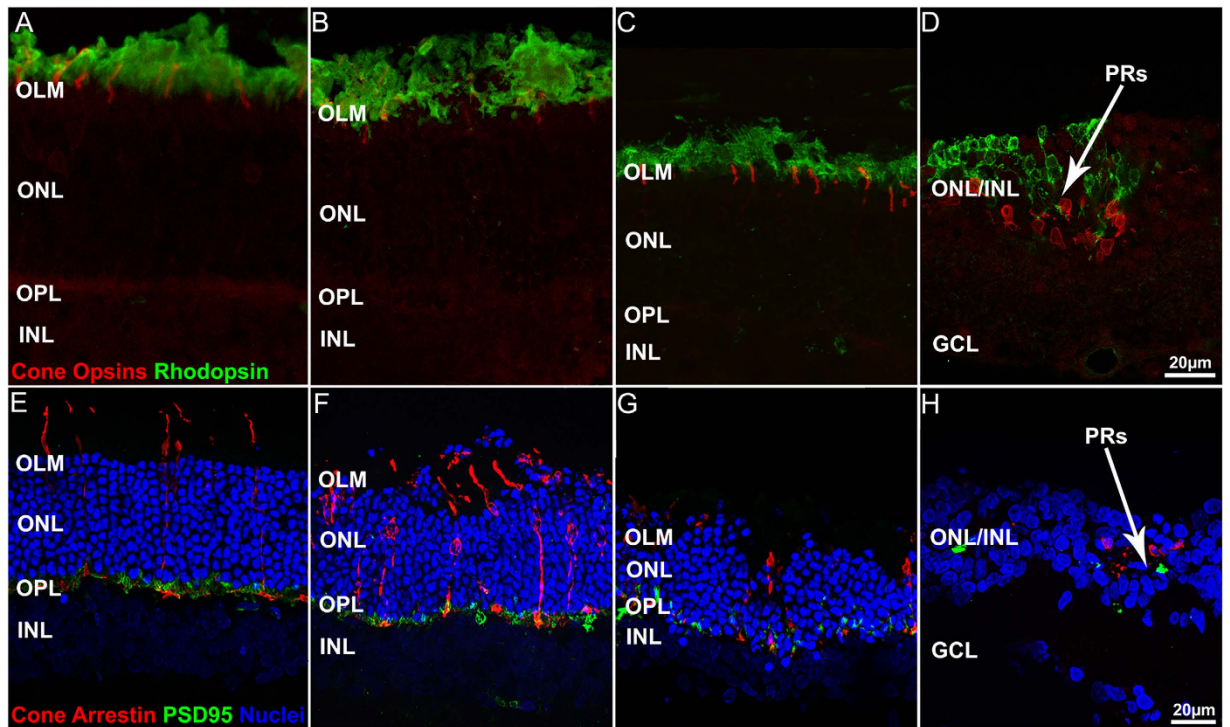 A
OLM
ONL
OPL
INL
Cone Opsins Rhodopsin
B
OLM
ONL
OPL
INL
C
OLM
ONL
OPL
INL
D
PRs
ONL/INL
GCL
20µm
E
OLM
ONL
OPL
INL
Cone Arrestin PSD95 Nuclei
F
OLM
ONL
OPL
INL
G
OLM
ONL
OPL
INL
H
PRs
ONL/INL
GCL
20µm